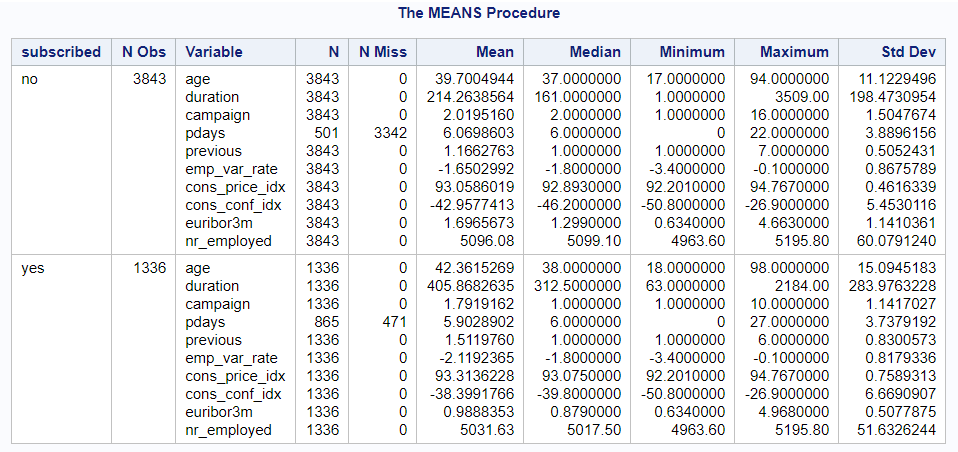 The MEANS Procedure
subscribed N Obs Variable N N Miss Mean Median Minimum Maximum Std Dev
no 3843 age 3843 0 39.7004944 37.0000000 17.0000000 94.0000000 11.1229496
duration 3843 0 214.2638564 161.0000000 1.0000000 3509.00 198.4730954
campaign 3843 0 2.0195160 2.0000000 1.0000000 16.0000000 1.5047674
pdays 501 3342 6.0698603 6.0000000 0 22.0000000 3.8896156
previous 3843 0 1.1662763 1.0000000 1.0000000 7.0000000 0.5052431
emp_var_rate 3843 0 -1.6502992 -1.8000000 -3.4000000 -0.1000000 0.8675789
cons_price_idx 3843 0 93.0586019 92.8930000 92.2010000 94.7670000 0.4616339
cons_conf_idx 3843 0 -42.9577413 -46.2000000 -50.8000000 -26.9000000 5.4530116
euribor3m 3843 0 1.6965673 1.2990000 0.6340000 4.6630000 1.1410361
nr_employed 3843 0 5096.08 5099.10 4963.60 5195.80 60.0791240
yes 1336 age 1336 0 42.3615269 38.0000000 18.0000000 98.0000000 15.0945183
duration 1336 0 405.8682635 312.5000000 63.0000000 2184.00 283.9763228
campaign 1336 0 1.7919162 1.0000000 1.0000000 10.0000000 1.1417027
pdays 865 471 5.9028902 6.0000000 0 27.0000000 3.7379192
previous 1336 0 1.5119760 1.0000000 1.0000000 6.0000000 0.8300573
emp_var_rate 1336 0 -2.1192365 -1.8000000 -3.4000000 -0.1000000 0.8179336
cons_price_idx 1336 0 93.3136228 93.0750000 92.2010000 94.7670000 0.7589313
cons_conf_idx 1336 0 -38.3991766 -39.8000000 -50.8000000 -26.9000000 6.6690907
euribor3m 1336 0 0.9888353 0.8790000 0.6340000 4.9680000 0.5077875
nr_employed 1336 0 5031.63 5017.50 4963.60 5195.80 51.6326244